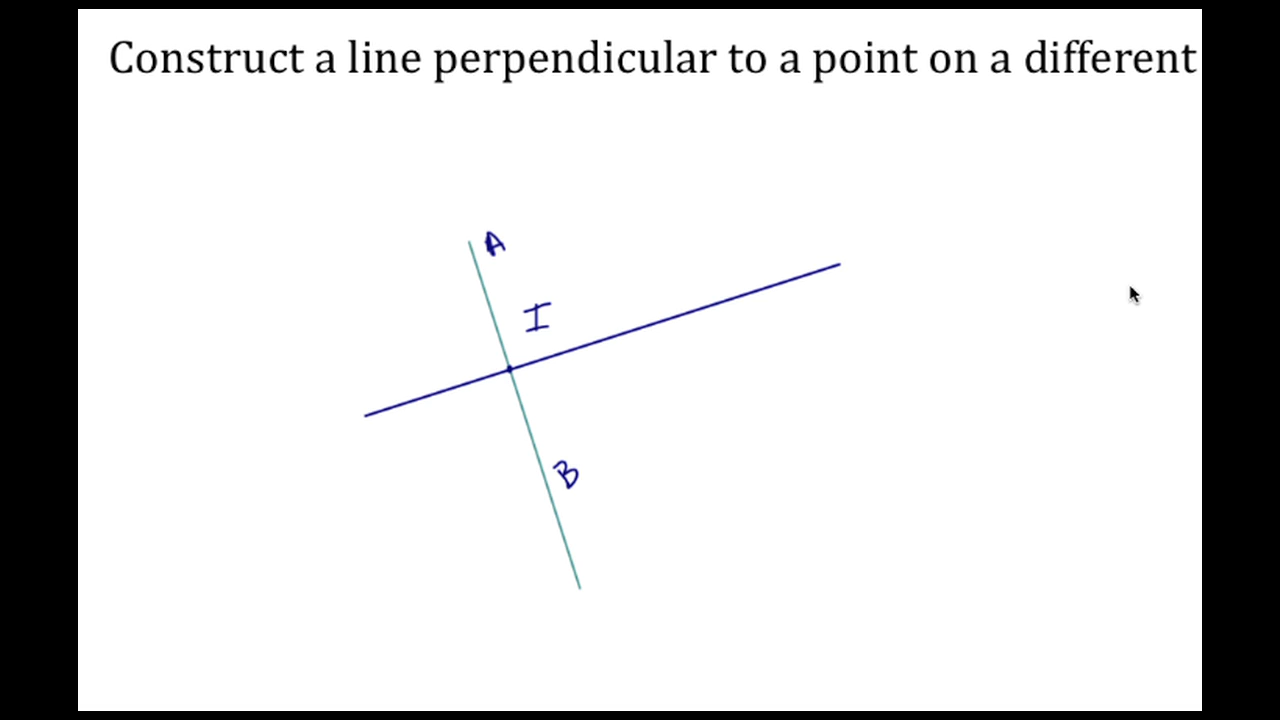 Construct a line perpendicular to a point on a different
A
I
B